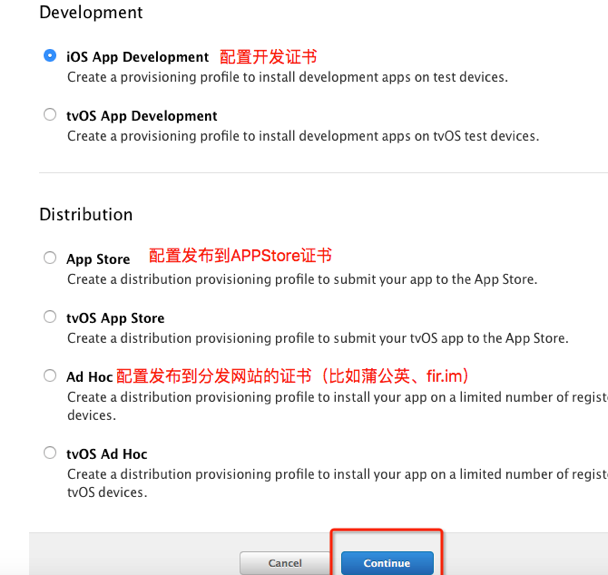 Development
iOS App Development 配置开发证书
Create a provisioning profile to install development apps on test devices.
tvOS App Development
Create a provisioning profile to install development apps on tvOS test devices.
Distribution
App Store 配置发布到APPStore证书
Create a distribution provisioning profile to submit your app to the App Store.
tvOS App Store
Create a distribution provisioning profile to submit your tvOS app to the App Store.
Ad Hoc 配置发布到分发网站的证书（比如蒲公英、fir.im）
Create a distribution provisioning profile to install your app on a limited number of
devices.
tvOS Ad Hoc
Create a distribution provisioning profile to install your app on a limited number of
tvOS devices.
Cancel Continue